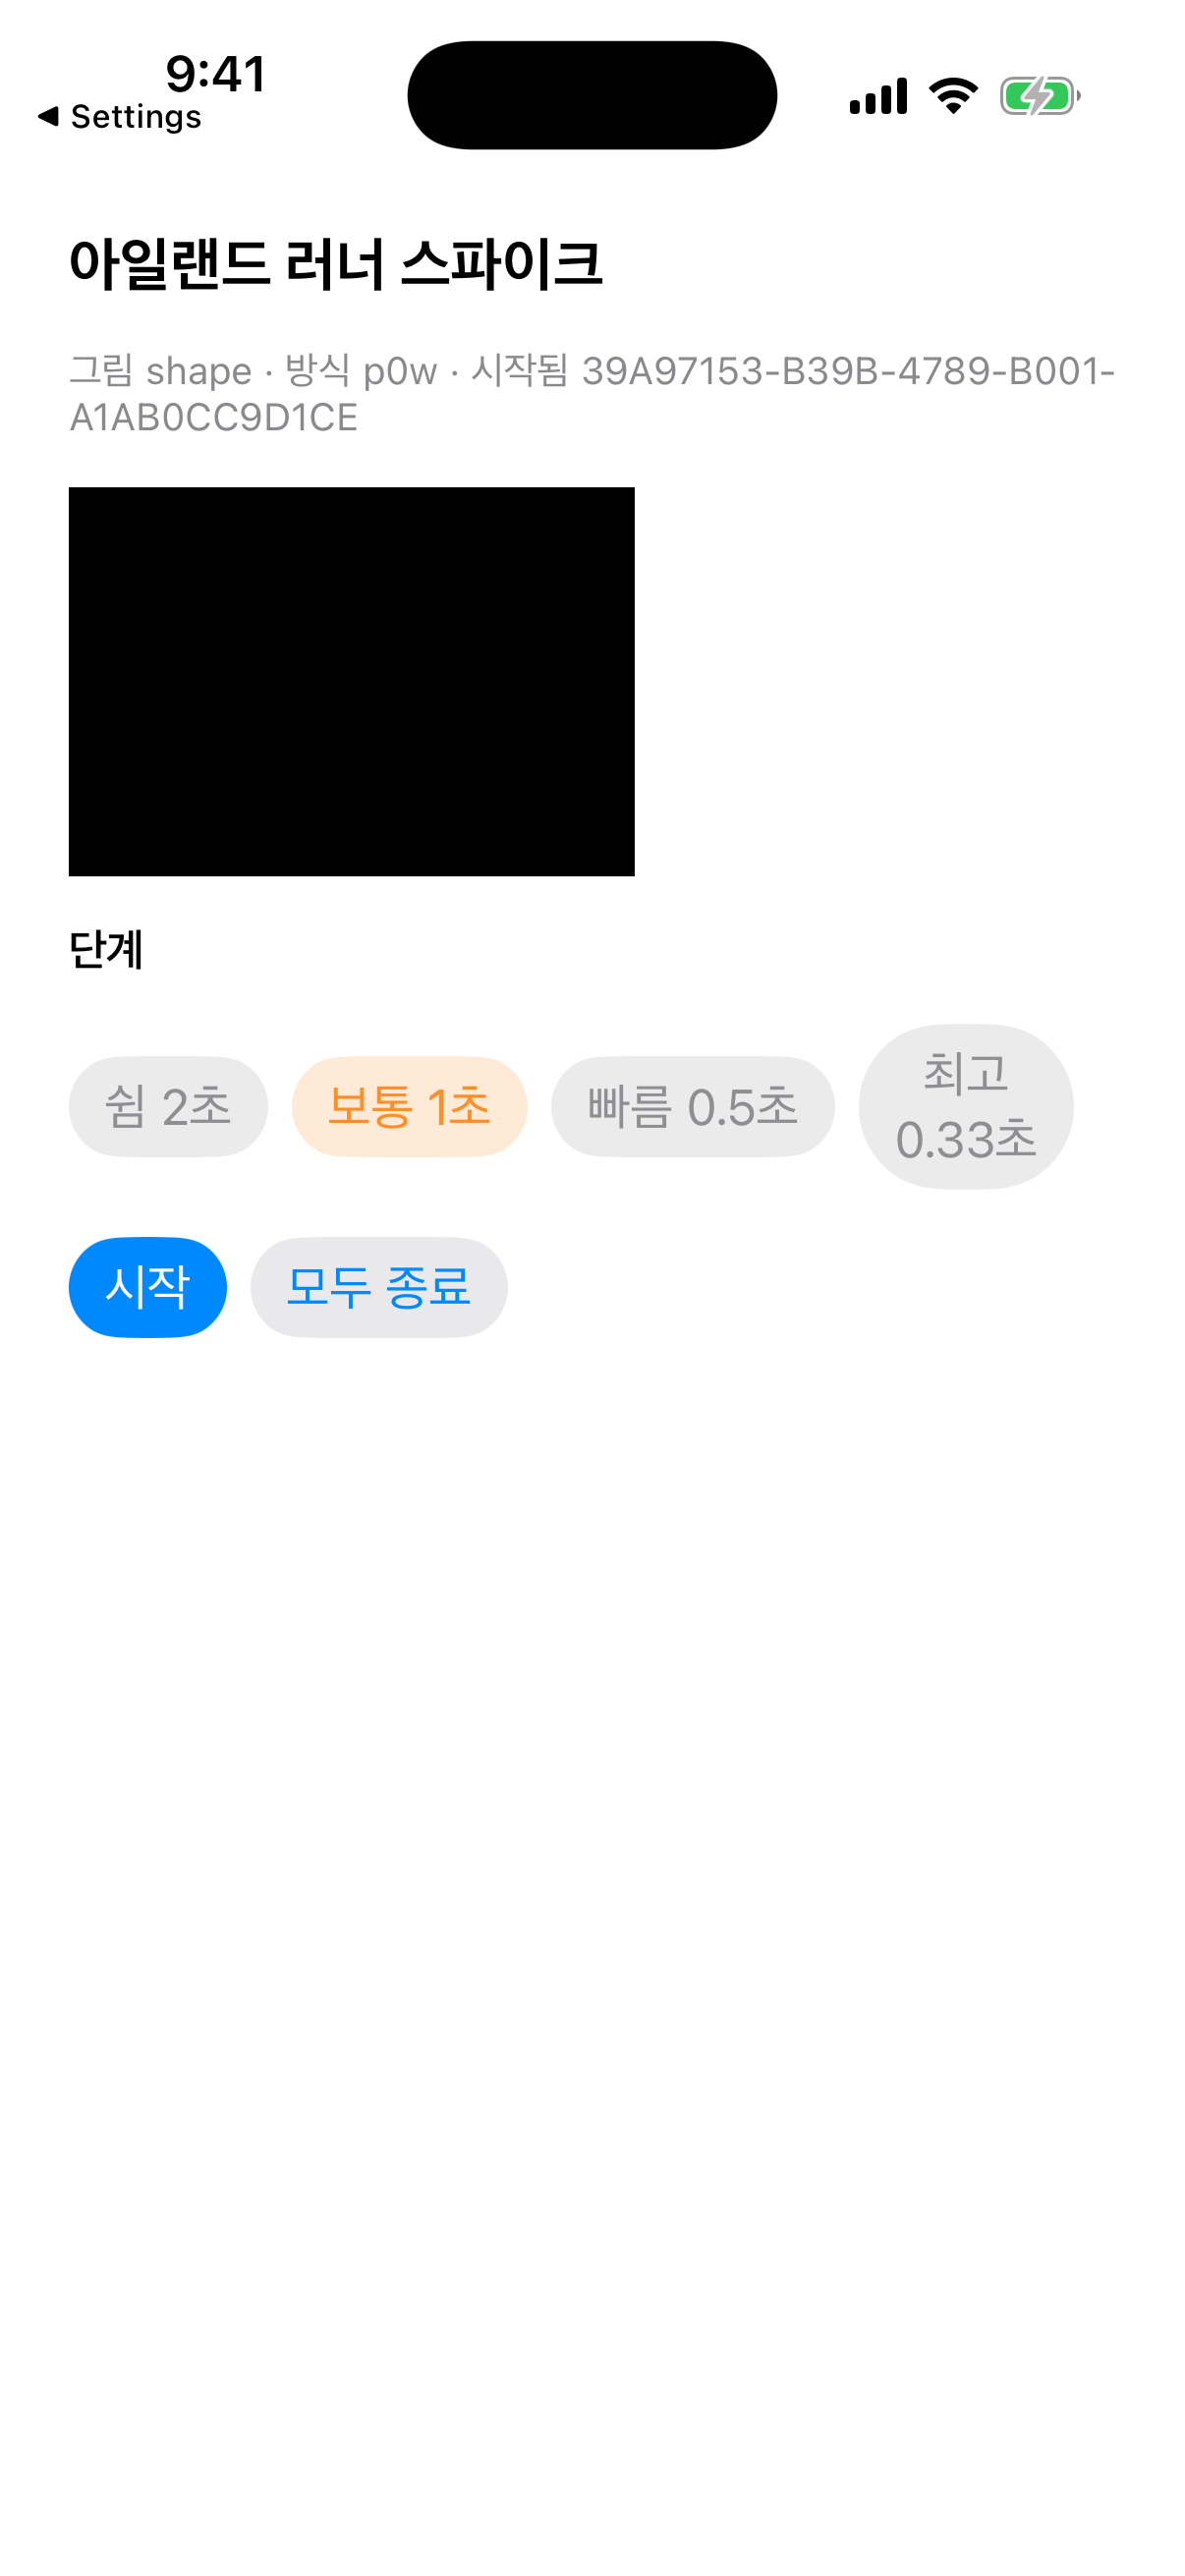 9:41
◀ Settings
아일랜드 러너 스파이크
그림 shape · 방식 p0w · 시작됨 39A97153-B39B-4789-B001-
A1AB0CC9D1CE
단계
쉼 2초
보통 1초
빠름 0.5초
최고
0.33초
시작
모두 종료